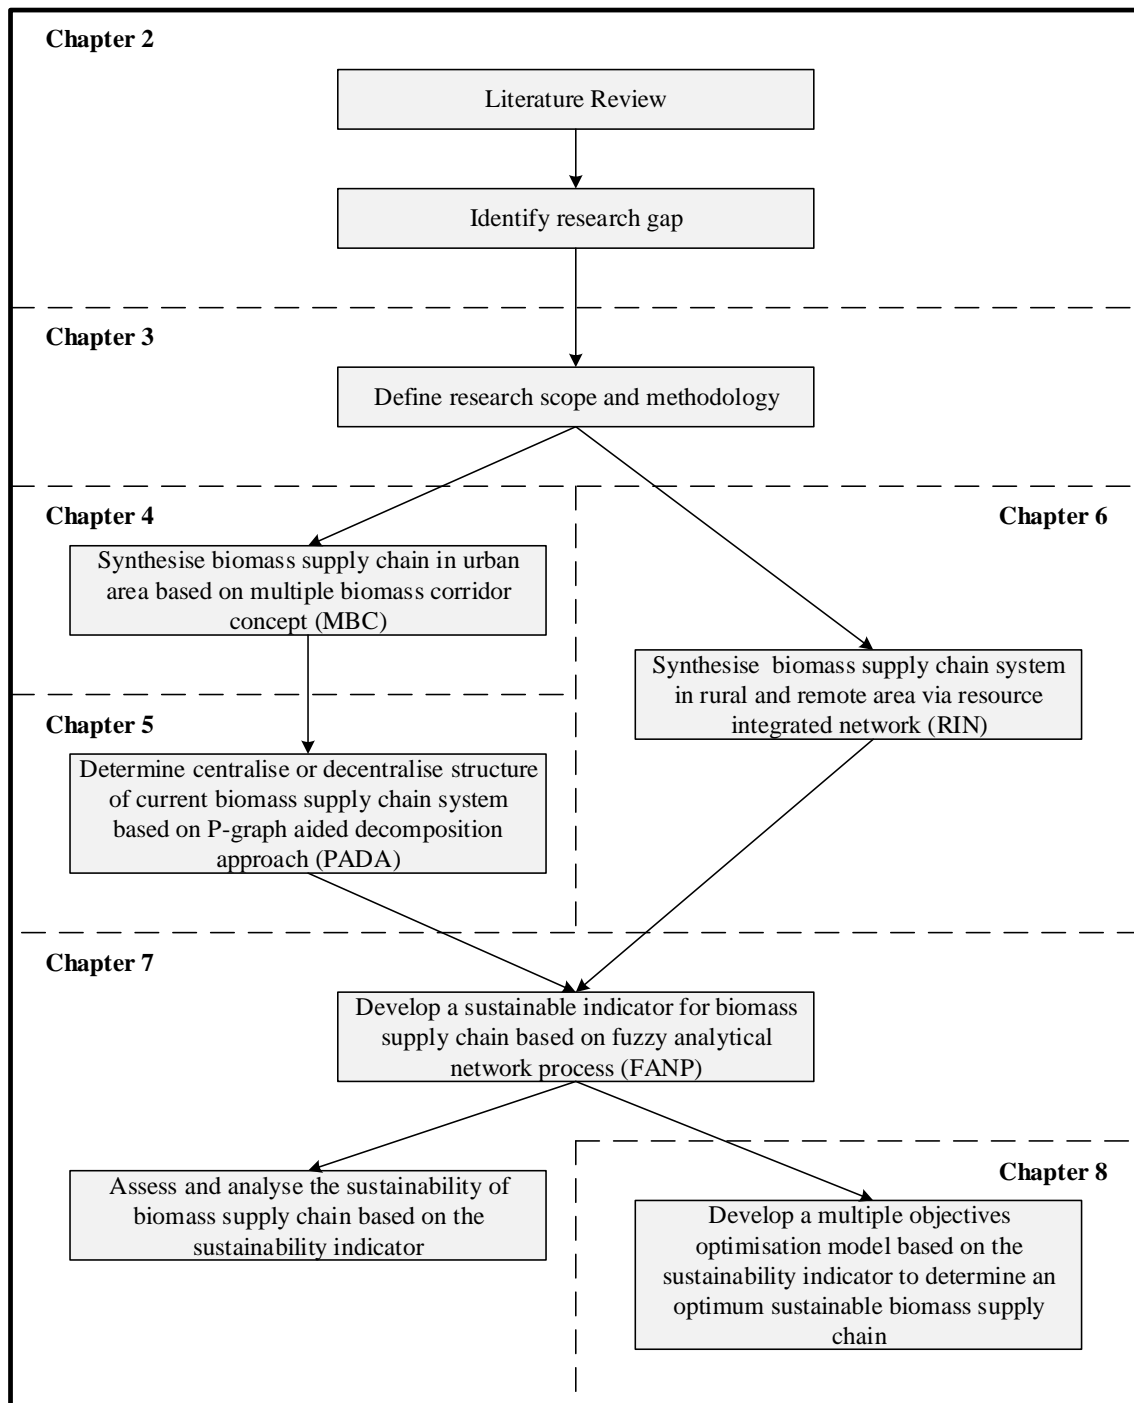 Chapter 2
Literature Review
Identify research gap
Chapter 3
Define research scope and methodology
Chapter 4
Synthesise biomass supply chain in urban
area based on multiple biomass corridor
concept (MBC)
Chapter 5
Determine centralise or decentralise structure
of current biomass supply chain system
based on P-graph aided decomposition
approach (PADA)
Chapter 6
Synthesise biomass supply chain system
in rural and remote area via resource
integrated network (RIN)
Chapter 7
Develop a sustainable indicator for biomass
supply chain based on fuzzy analytical
network process (FANP)
Assess and analyse the sustainability of
biomass supply chain based on the
sustainability indicator
Chapter 8
Develop a multiple objectives
optimisation model based on the
sustainability indicator to determine an
optimum sustainable biomass supply
chain